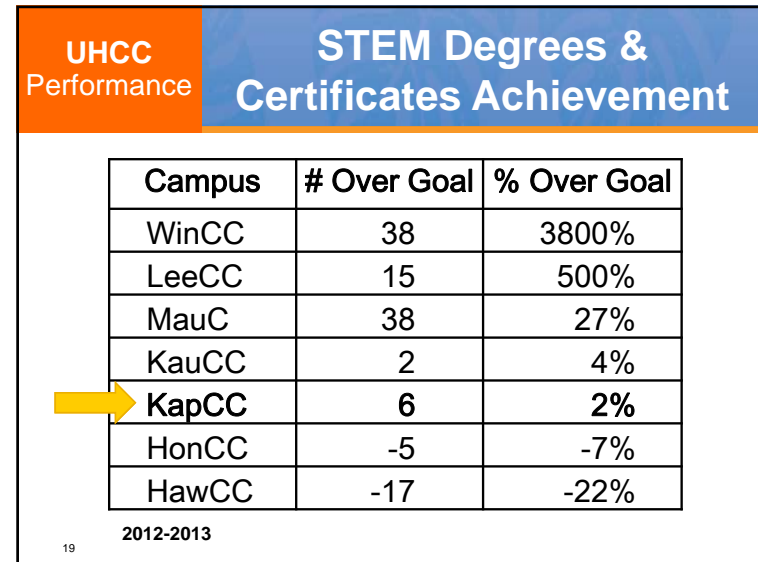 UHCC
Performance
STEM Degrees &
Certificates Achievement
Campus # Over Goal % Over Goal
WinCC 38 3800%
LeeCC 15 500%
MauC 38 27%
KauCC 2 4%
KapCC 6 2%
HonCC -5 -7%
HawCC -17 -22%
2012-2013
19